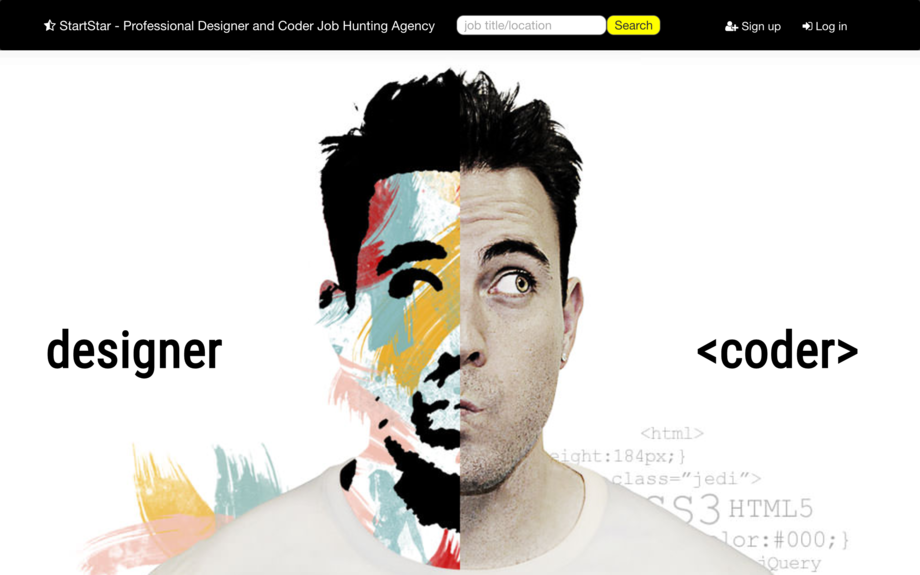 StartStar - Professional Designer and Coder Job Hunting Agency
job title/location
Search
Sign up
Log in
designer
<coder>
<html>
eight:184px;}
class="jedi">
SS3 HTML5
lor:#000;}
jQuery